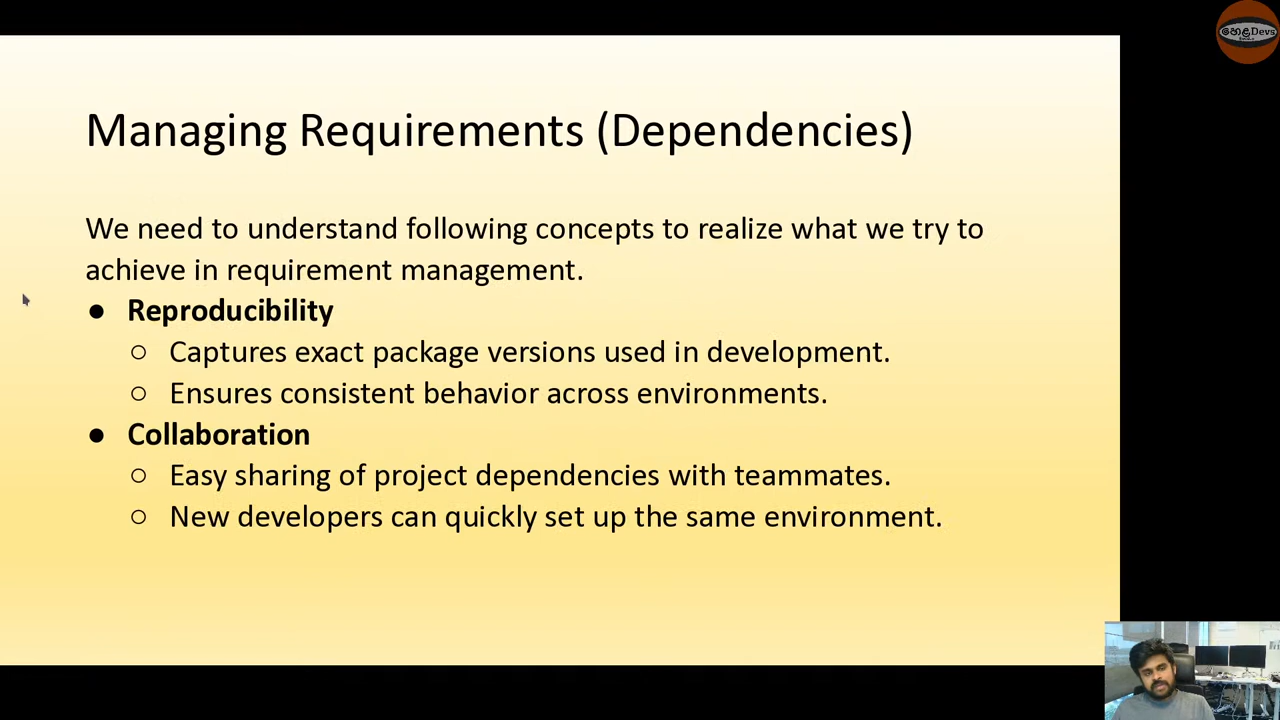 හෙළDevs
Managing Requirements (Dependencies)
We need to understand following concepts to realize what we try to
achieve in requirement management.
● Reproducibility
○ Captures exact package versions used in development.
○ Ensures consistent behavior across environments.
● Collaboration
○ Easy sharing of project dependencies with teammates.
○ New developers can quickly set up the same environment.